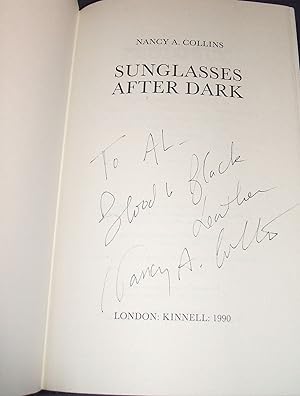 NANCY A. COLLINS
SUNGLASSES
AFTER DARK
To AL—
Blood & Black
Leather
Nancy A. Collins
LONDON: KINNELL: 1990